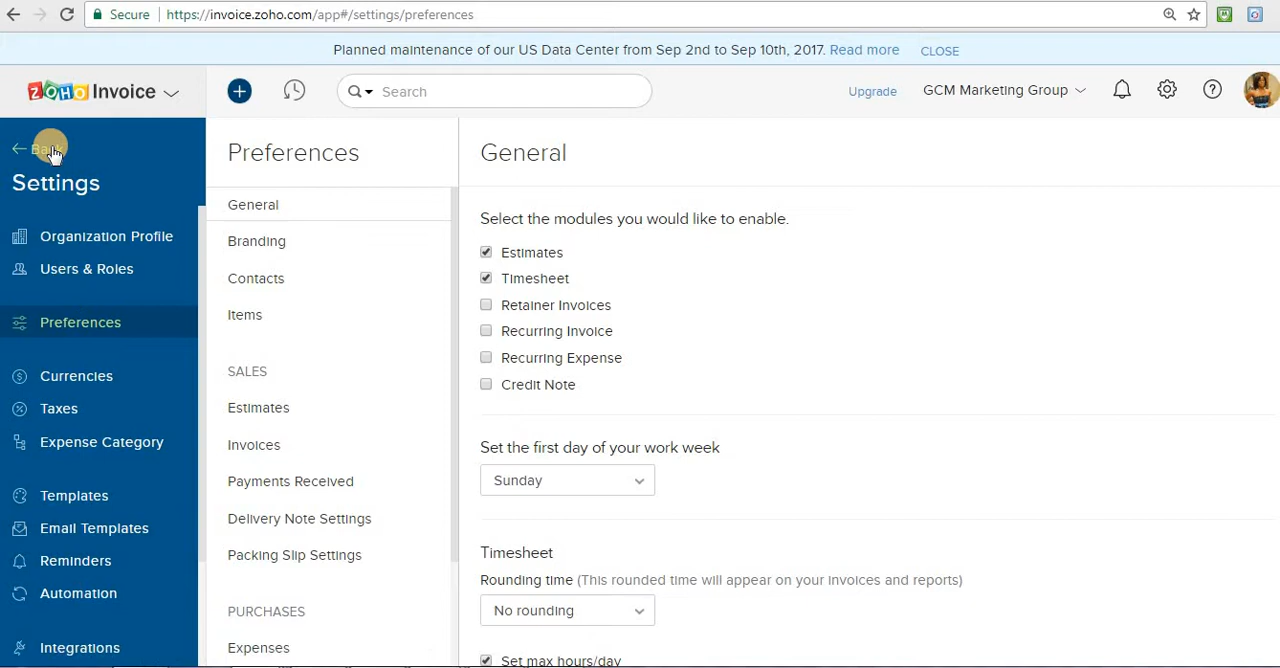 Secure https://invoice.zoho.com/app#/settings/preferences
Planned maintenance of our US Data Center from Sep 2nd to Sep 10th, 2017. Read more CLOSE
ZOHO Invoice
Search
Upgrade
GCM Marketing Group
Back
Settings
Organization Profile
Users & Roles
Preferences
Currencies
Taxes
Expense Category
Templates
Email Templates
Reminders
Automation
Integrations
Preferences
General
Branding
Contacts
Items
SALES
Estimates
Invoices
Payments Received
Delivery Note Settings
Packing Slip Settings
PURCHASES
Expenses
General
Select the modules you would like to enable.
Estimates
Timesheet
Retainer Invoices
Recurring Invoice
Recurring Expense
Credit Note
Set the first day of your work week
Sunday
Timesheet
Rounding time (This rounded time will appear on your invoices and reports)
No rounding
Set max hours/day